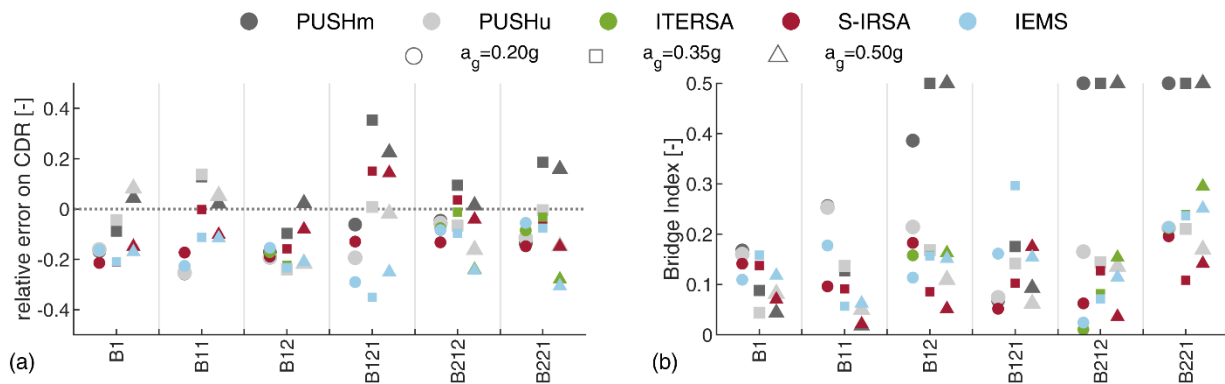 PUSHm PUSHu ITERSA S-IRSA IEMS
a_g=0.20g a_g=0.35g a_g=0.50g
relative error on CDR [-]
0.4
0.2
0
-0.2
-0.4
B1 B11 B12 B121 B212 B221
(a)
Bridge Index [-]
0.5
0.4
0.3
0.2
0.1
0
B1 B11 B12 B121 B212 B221
(b)